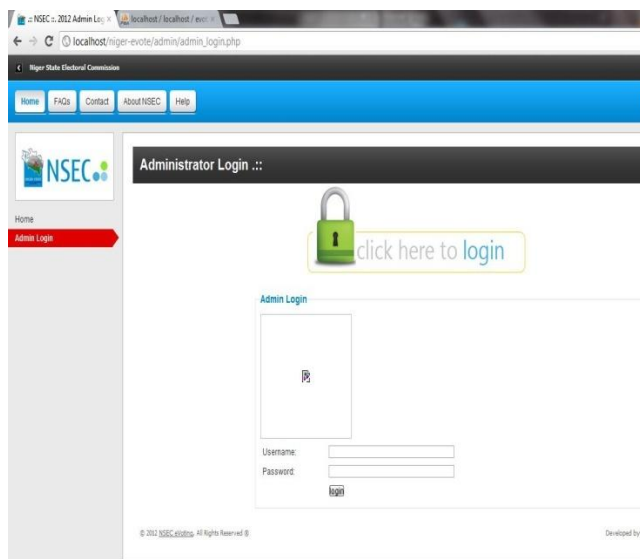 .:: NSEC ::. 2012 Admin Log ×
localhost / localhost / evot ×
localhost/niger-evote/admin/admin_login.php
Niger State Electoral Commission
Home FAQs Contact About NSEC Help
NSEC
Administrator Login .::
Home
Admin Login
click here to login
Admin Login
Username:
Password:
login
© 2012 NSEC eVoting. All Rights Reserved ®
Developed by